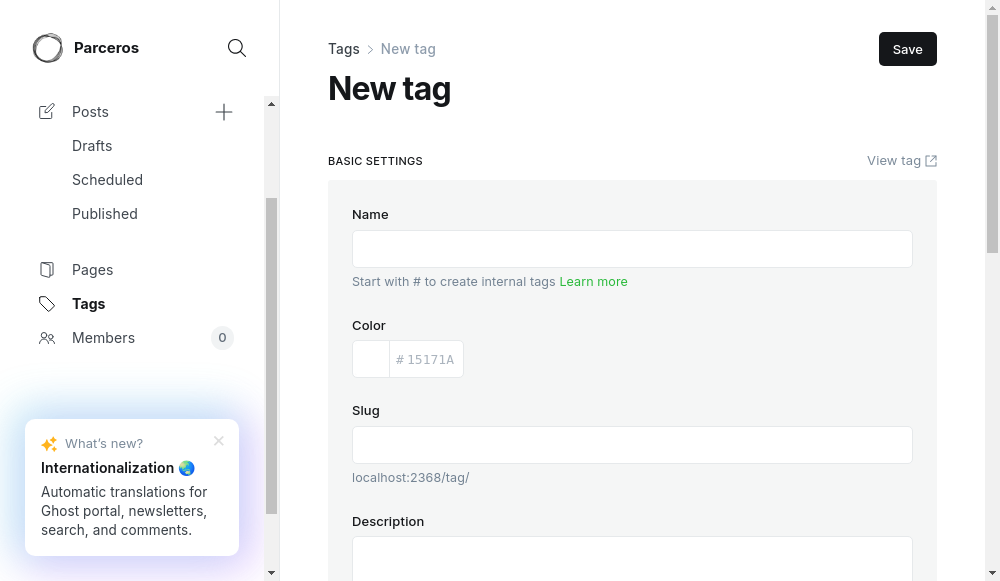 Parceros
Posts
Drafts
Scheduled
Published
Pages
Tags
Members
0
What's new?
Internationalization
Automatic translations for
Ghost portal, newsletters,
search, and comments.
Tags > New tag
Save
New tag
BASIC SETTINGS
View tag
Name
Start with # to create internal tags Learn more
Color
# 15171A
Slug
localhost:2368/tag/
Description